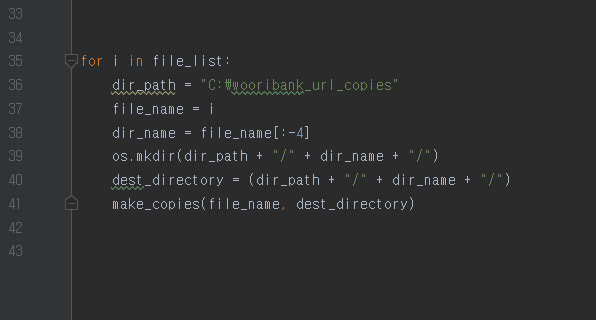 33
34
35 for i in file_list:
36 dir_path = "C:₩wooribank_url_copies"
37 file_name = i
38 dir_name = file_name[:-4]
39 os.mkdir(dir_path + "/" + dir_name + "/")
40 dest_directory = (dir_path + "/" + dir_name + "/")
41 make_copies(file_name, dest_directory)
42
43